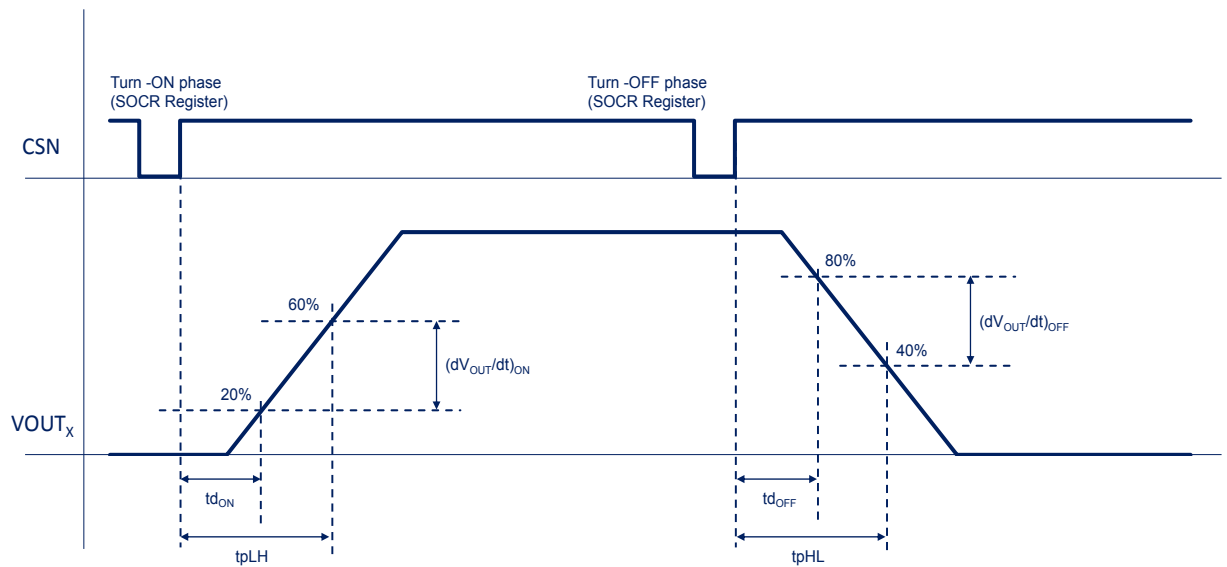 Turn -ON phase
(SOCR Register)
Turn -OFF phase
(SOCR Register)
CSN
80%
60%
(dVOUT/dt)OFF
(dVOUT/dt)ON
40%
20%
VOUTX
tdON
tdOFF
tpLH
tpHL